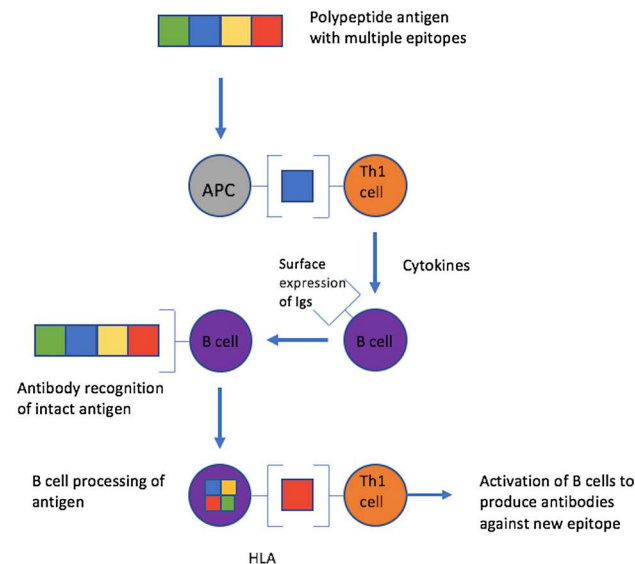 Polypeptide antigen
with multiple epitopes
APC
Th1
cell
Cytokines
Surface
expression
of Igs
B cell
B cell
Antibody recognition
of intact antigen
B cell processing of
antigen
Th1
cell
Activation of B cells to
produce antibodies
against new epitope
HLA